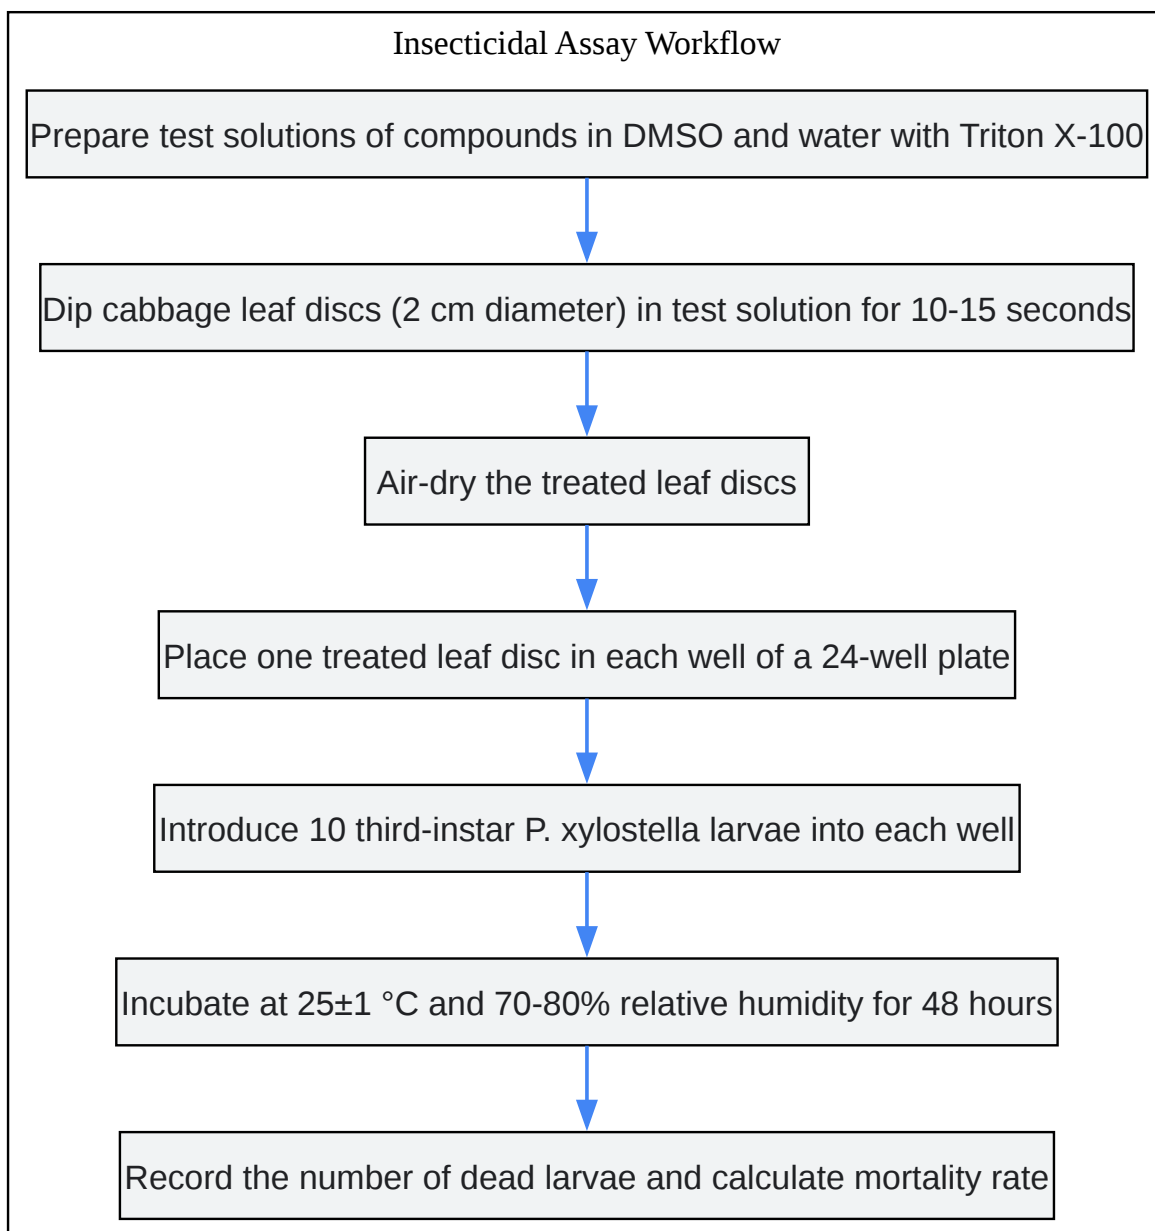 Insecticidal Assay Workflow
Prepare test solutions of compounds in DMSO and water with Triton X-100
Dip cabbage leaf discs (2 cm diameter) in test solution for 10-15 seconds
Air-dry the treated leaf discs
Place one treated leaf disc in each well of a 24-well plate
Introduce 10 third-instar P. xylostella larvae into each well
Incubate at 25±1 °C and 70-80% relative humidity for 48 hours
Record the number of dead larvae and calculate mortality rate